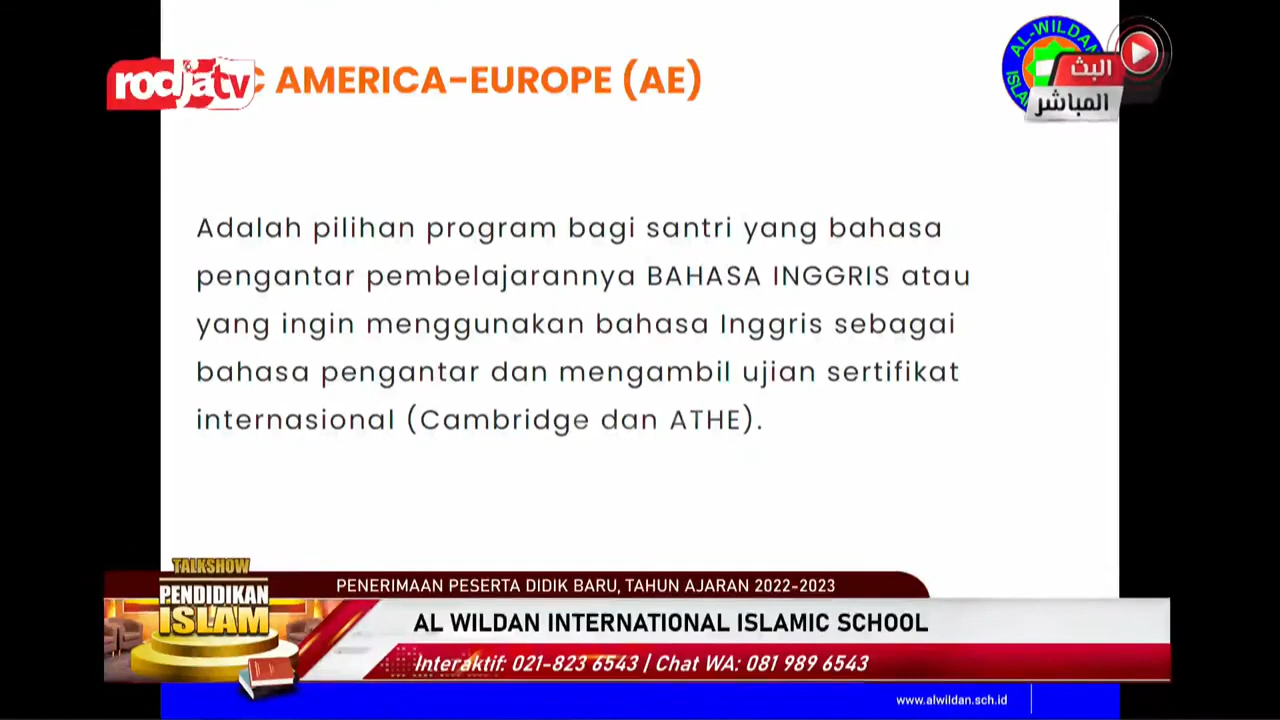 rodjatv
C AMERICA-EUROPE (AE)
AL-WILDAN
البث
المباشر
Adalah pilihan program bagi santri yang bahasa
pengantar pembelajarannya BAHASA INGGRIS atau
yang ingin menggunakan bahasa Inggris sebagai
bahasa pengantar dan mengambil ujian sertifikat
internasional (Cambridge dan ATHE).
TALKSHOW
PENDIDIKAN
ISLAM
PENERIMAAN PESERTA DIDIK BARU, TAHUN AJARAN 2022-2023
AL WILDAN INTERNATIONAL ISLAMIC SCHOOL
Interaktif: 021-823 6543 | Chat WA: 081 989 6543
www.alwildan.sch.id